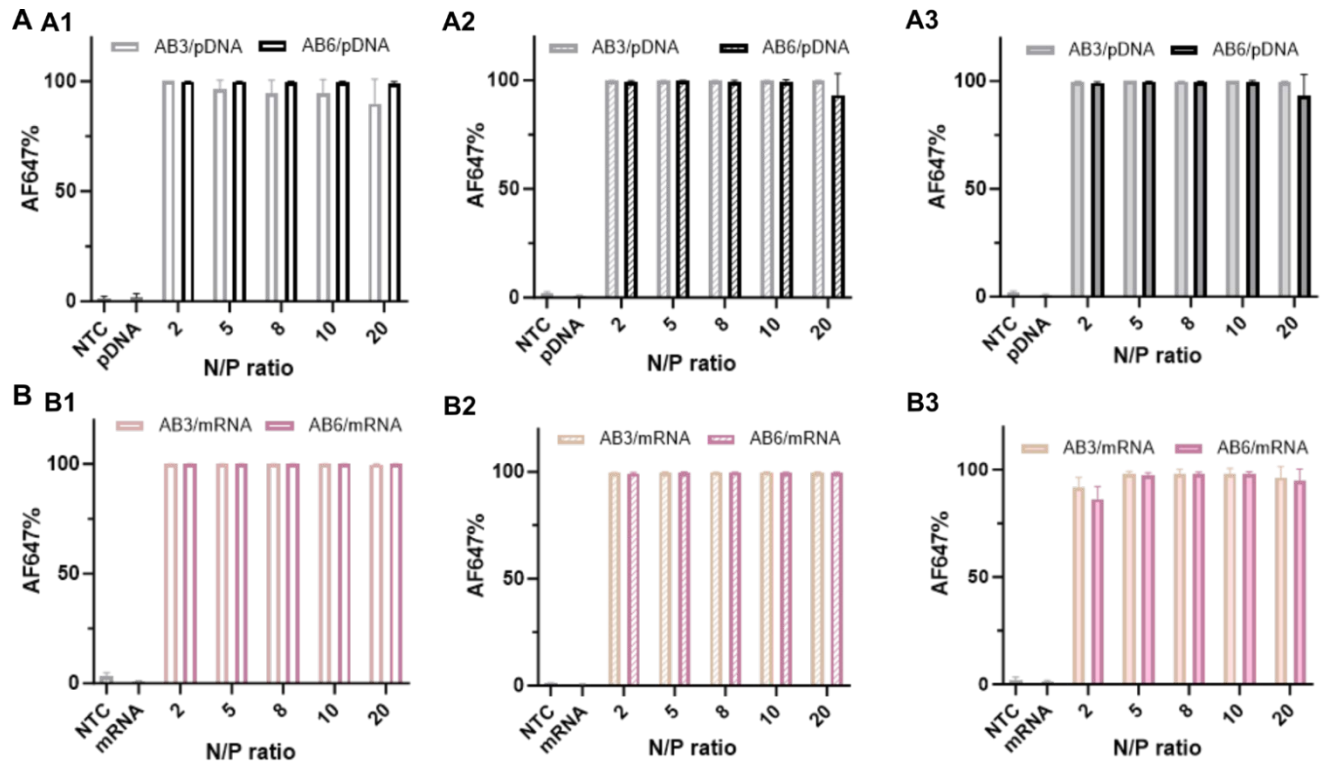 A A1
AB3/pDNA AB6/pDNA
AF647%
100
50
0
NTC pDNA 2 5 8 10 20
N/P ratio
A2
AB3/pDNA AB6/pDNA
AF647%
100
50
0
NTC pDNA 2 5 8 10 20
N/P ratio
A3
AB3/pDNA AB6/pDNA
AF647%
100
50
0
NTC pDNA 2 5 8 10 20
N/P ratio
B B1
AB3/mRNA AB6/mRNA
AF647%
100
50
0
NTC mRNA 2 5 8 10 20
N/P ratio
B2
AB3/mRNA AB6/mRNA
AF647%
100
50
0
NTC mRNA 2 5 8 10 20
N/P ratio
B3
AB3/mRNA AB6/mRNA
AF647%
100
50
0
NTC mRNA 2 5 8 10 20
N/P ratio